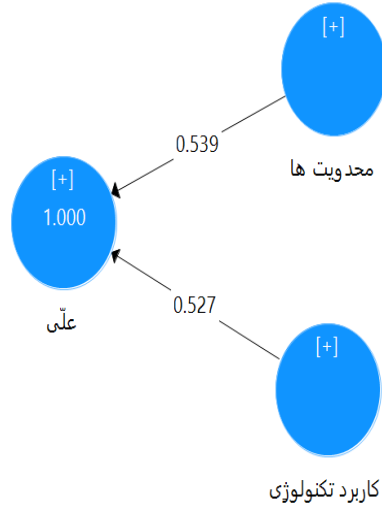 [+]
محدویت ها
0.539
[+]
1.000
علّی
0.527
[+]
کاربرد تکنولوژی